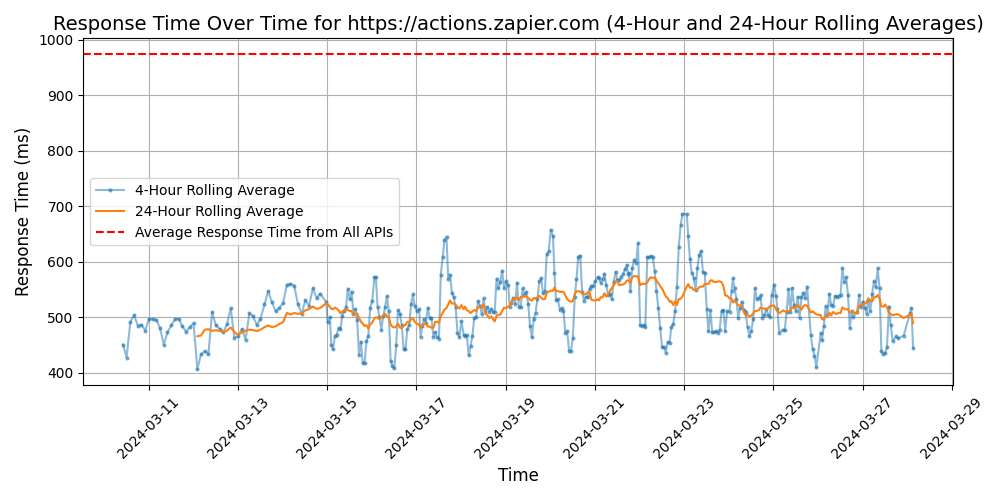 Response Time Over Time for https://actions.zapier.com (4-Hour and 24-Hour Rolling Averages)
1000
900
800
700
600
500
400
Response Time (ms)
4-Hour Rolling Average
24-Hour Rolling Average
Average Response Time from All APIs
2024-03-11
2024-03-13
2024-03-15
2024-03-17
2024-03-19
2024-03-21
2024-03-23
2024-03-25
2024-03-27
2024-03-29
Time